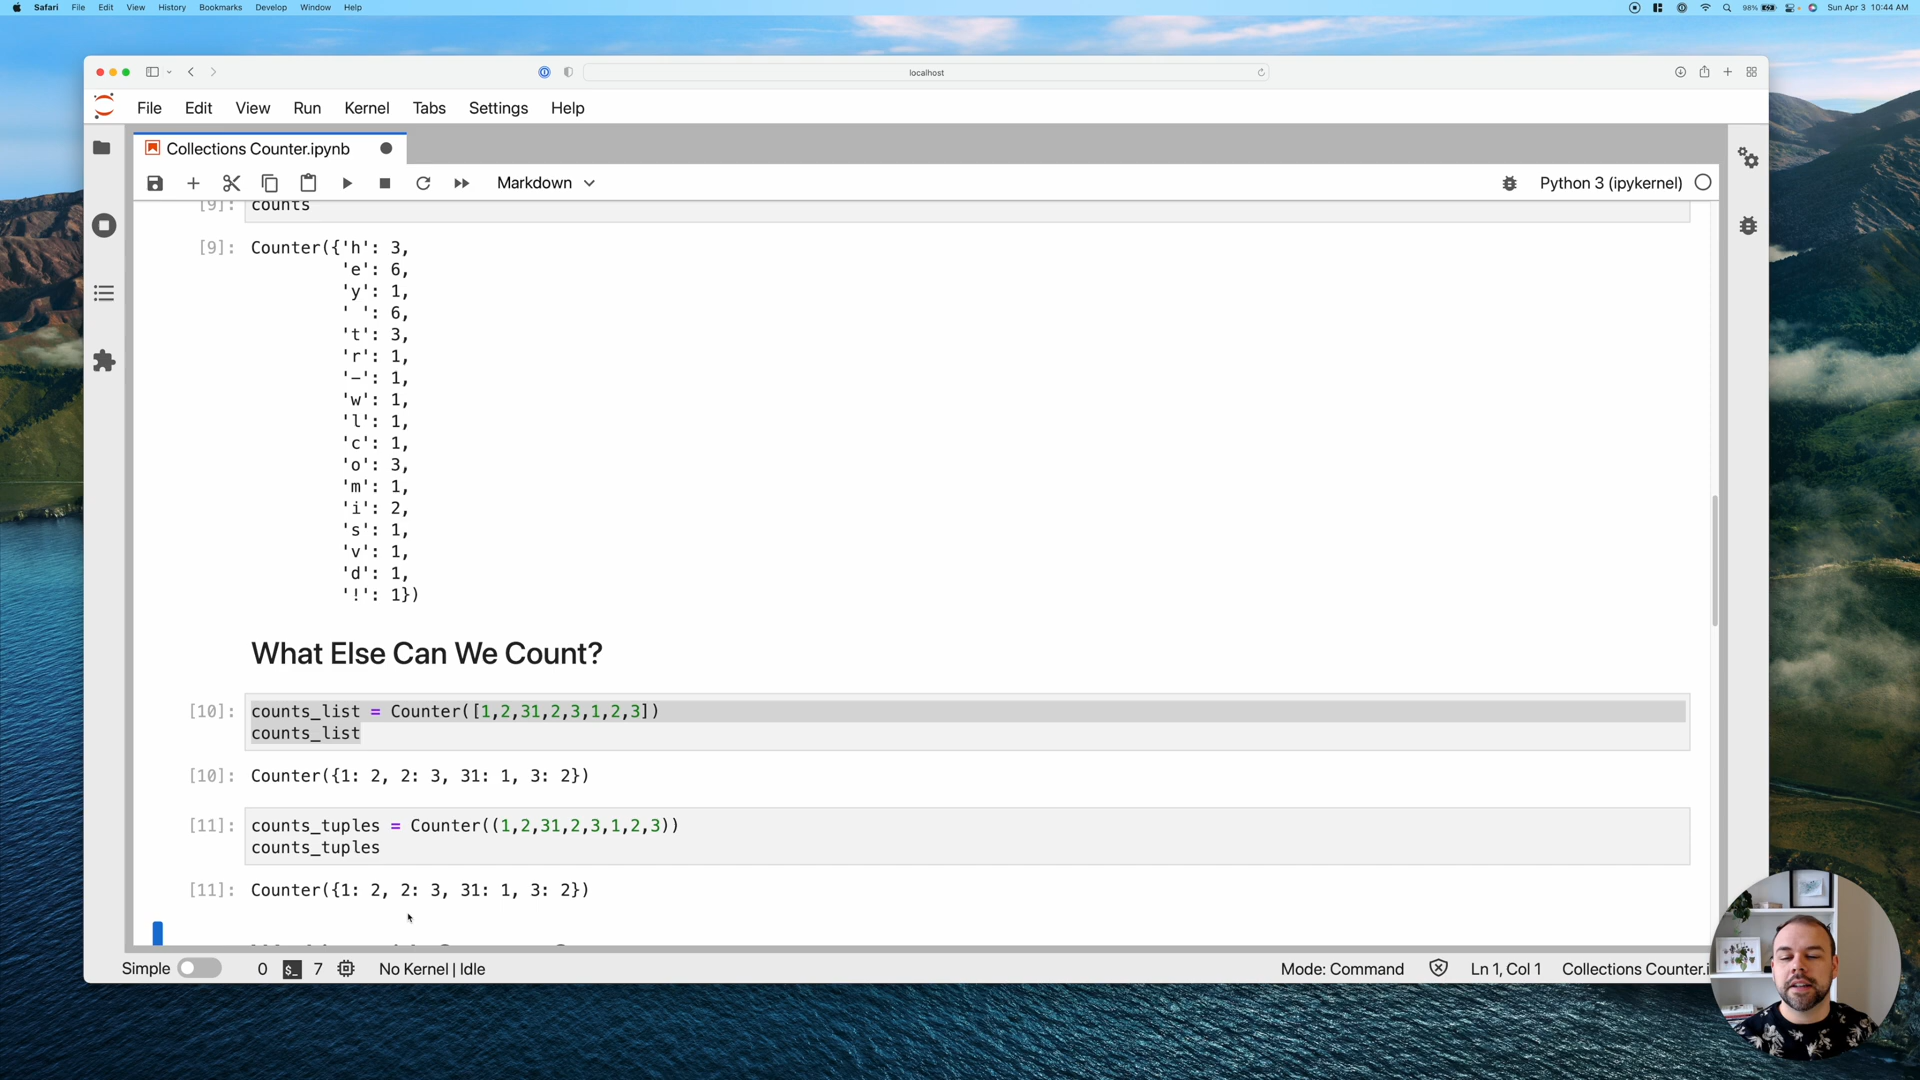 Safari File Edit View History Bookmarks Develop Window Help 98% Sun Apr 3 10:44 AM
localhost
File Edit View Run Kernel Tabs Settings Help
Collections Counter.ipynb
Markdown Python 3 (ipykernel)
[9]: counts
[9]: Counter({'h': 3,
'e': 6,
'y': 1,
' ': 6,
't': 3,
'r': 1,
'–': 1,
'w': 1,
'l': 1,
'c': 1,
'o': 3,
'm': 1,
'i': 2,
's': 1,
'v': 1,
'd': 1,
'!': 1})
What Else Can We Count?
[10]: counts_list = Counter([1,2,31,2,3,1,2,3])
counts_list
[10]: Counter({1: 2, 2: 3, 31: 1, 3: 2})
[11]: counts_tuples = Counter((1,2,31,2,3,1,2,3))
counts_tuples
[11]: Counter({1: 2, 2: 3, 31: 1, 3: 2})
Simple 0 $_ 7 No Kernel | Idle Mode: Command Ln 1, Col 1 Collections Counter.i